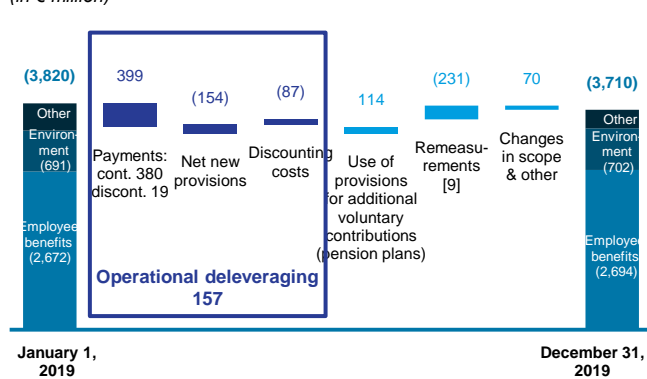 (in € million)
(3,820)
399
(154)
(87)
114
(231)
70
(3,710)
Other
Environ-
ment
(691)
Employee
benefits
(2,672)
Payments:
cont. 380
discont. 19
Net new
provisions
Discounting
costs
Use of
provisions
for additional
voluntary
contributions
(pension plans)
Remeasu-
rements
[9]
Changes
in scope
& other
Other
Environ-
ment
(702)
Employee
benefits
(2,694)
Operational deleveraging
157
January 1,
2019
December 31,
2019